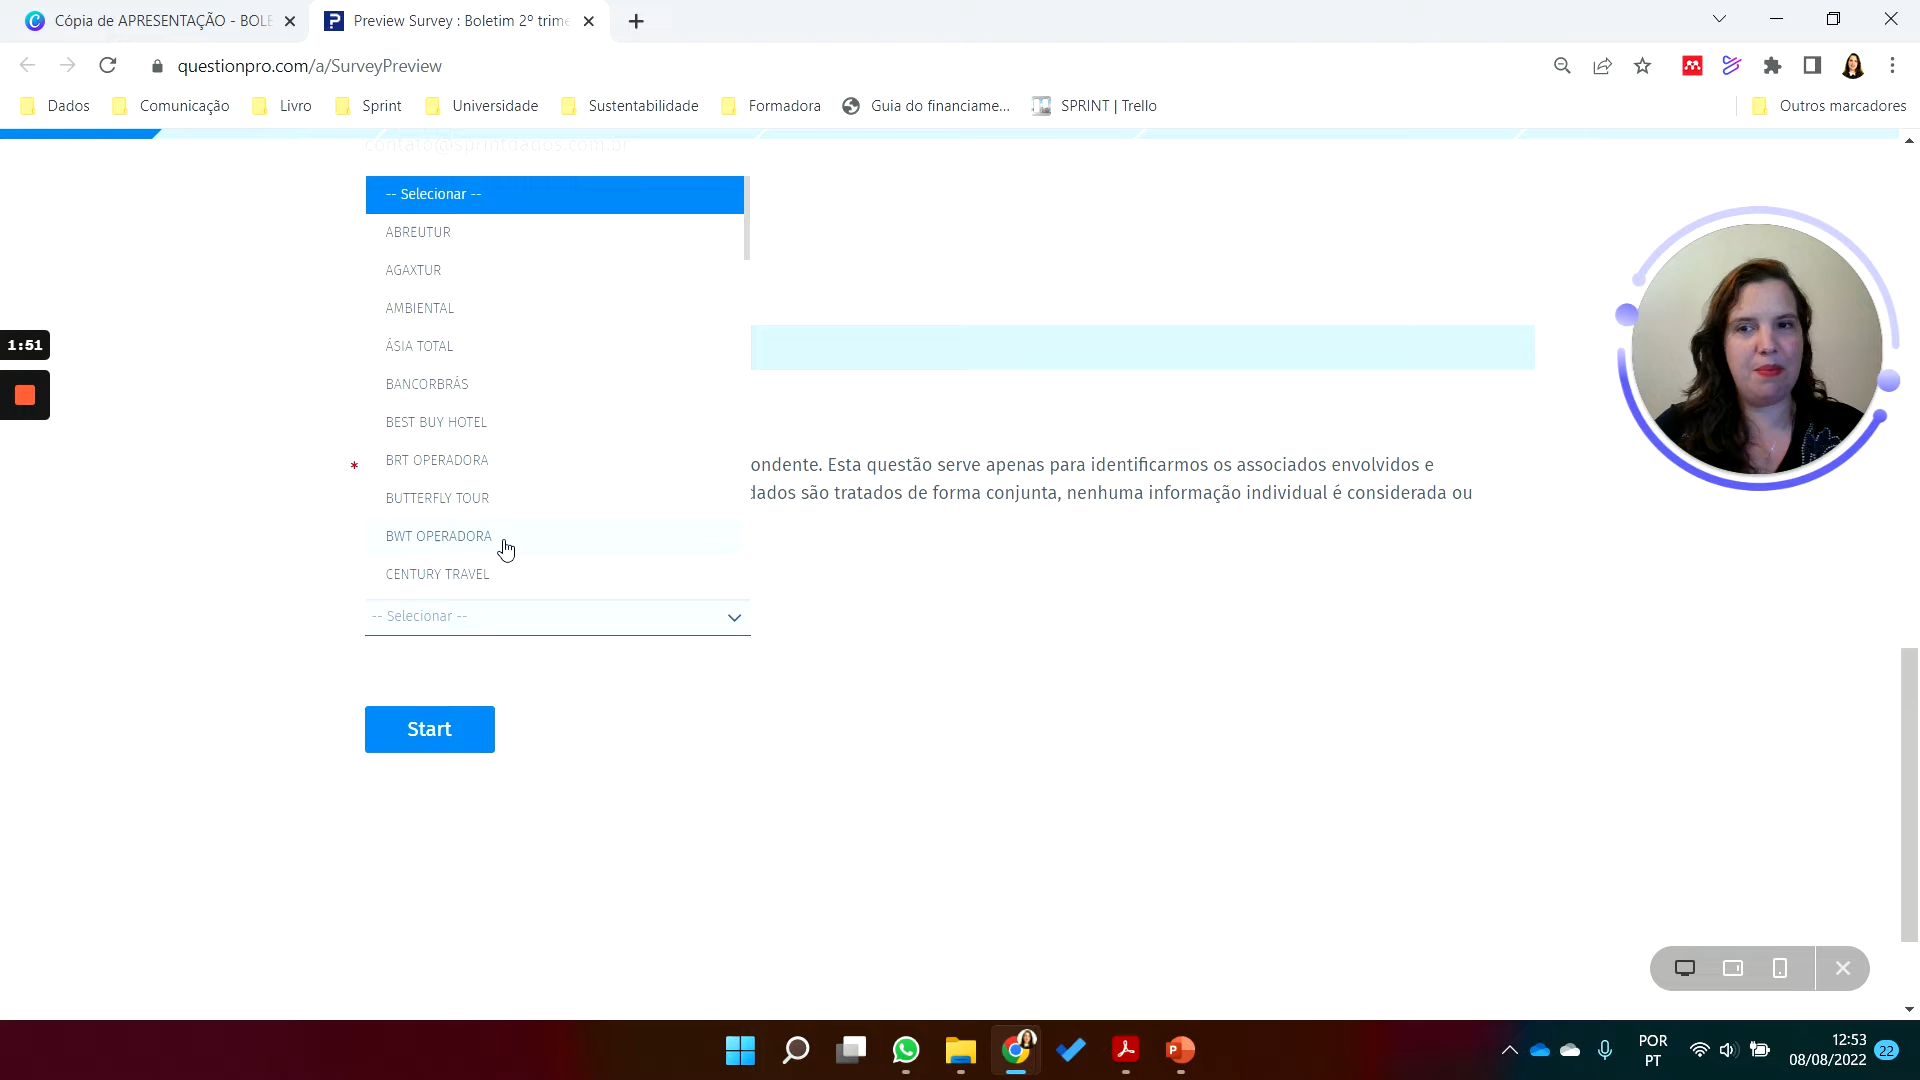 Cópia de APRESENTAÇÃO - BOLE
Preview Survey : Boletim 2º trime
questionpro.com/a/SurveyPreview
Dados
Comunicação
Livro
Sprint
Universidade
Sustentabilidade
Formadora
Guia do financiame...
SPRINT | Trello
Outros marcadores
contato@sprintdados.com.br
-- Selecionar --
ABREUTUR
AGAXTUR
AMBIENTAL
ÁSIA TOTAL
BANCORBRÁS
BEST BUY HOTEL
BRT OPERADORA
BUTTERFLY TOUR
BWT OPERADORA
CENTURY TRAVEL
1:51
* ondente. Esta questão serve apenas para identificarmos os associados envolvidos e
dados são tratados de forma conjunta, nenhuma informação individual é considerada ou
-- Selecionar --
Start
POR
PT
12:53
08/08/2022
22